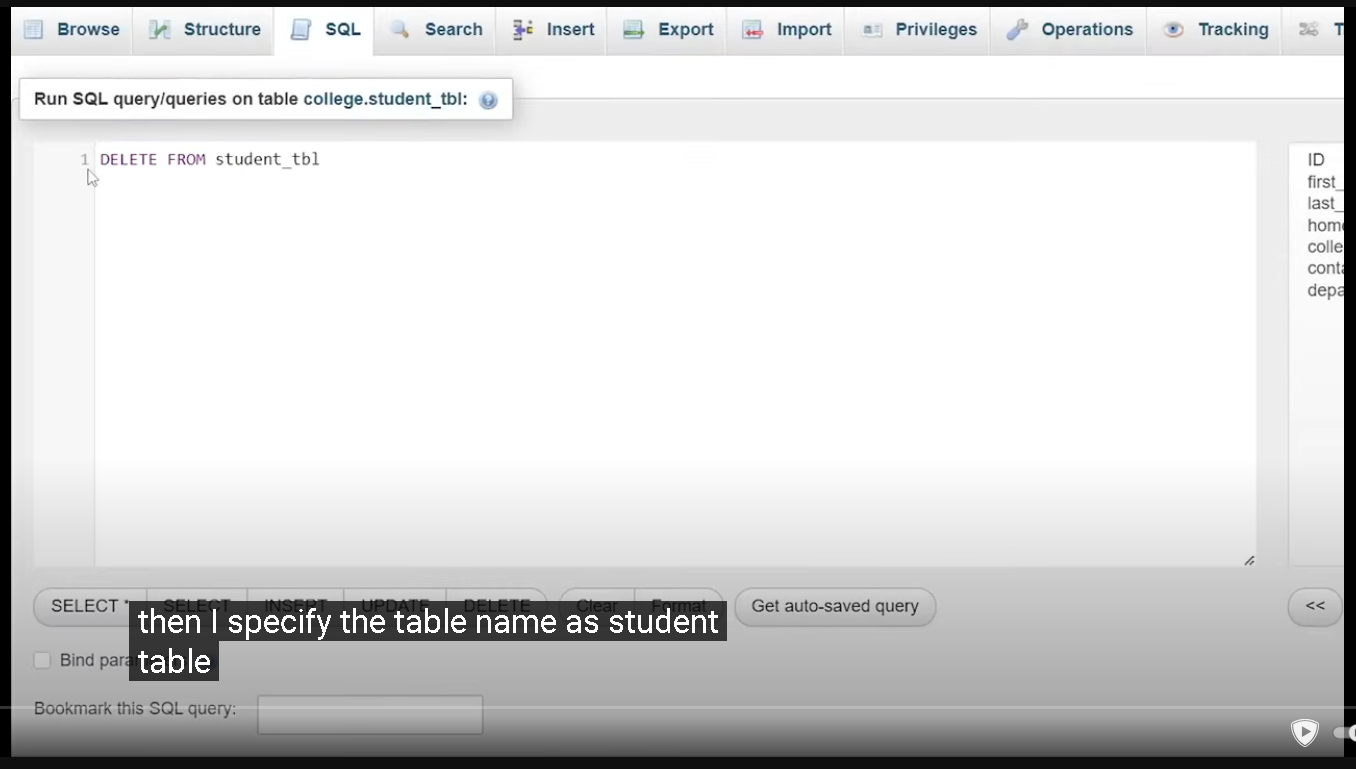 Browse Structure SQL Search Insert Export Import Privileges Operations Tracking
Run SQL query/queries on table college.student_tbl:
1 DELETE FROM student_tbl
ID
first_
last_
home
colle
conta
depa
SELECT * SELECT INSERT UPDATE DELETE Clear Format Get auto-saved query <<
then I specify the table name as student
table
Bind para
Bookmark this SQL query: